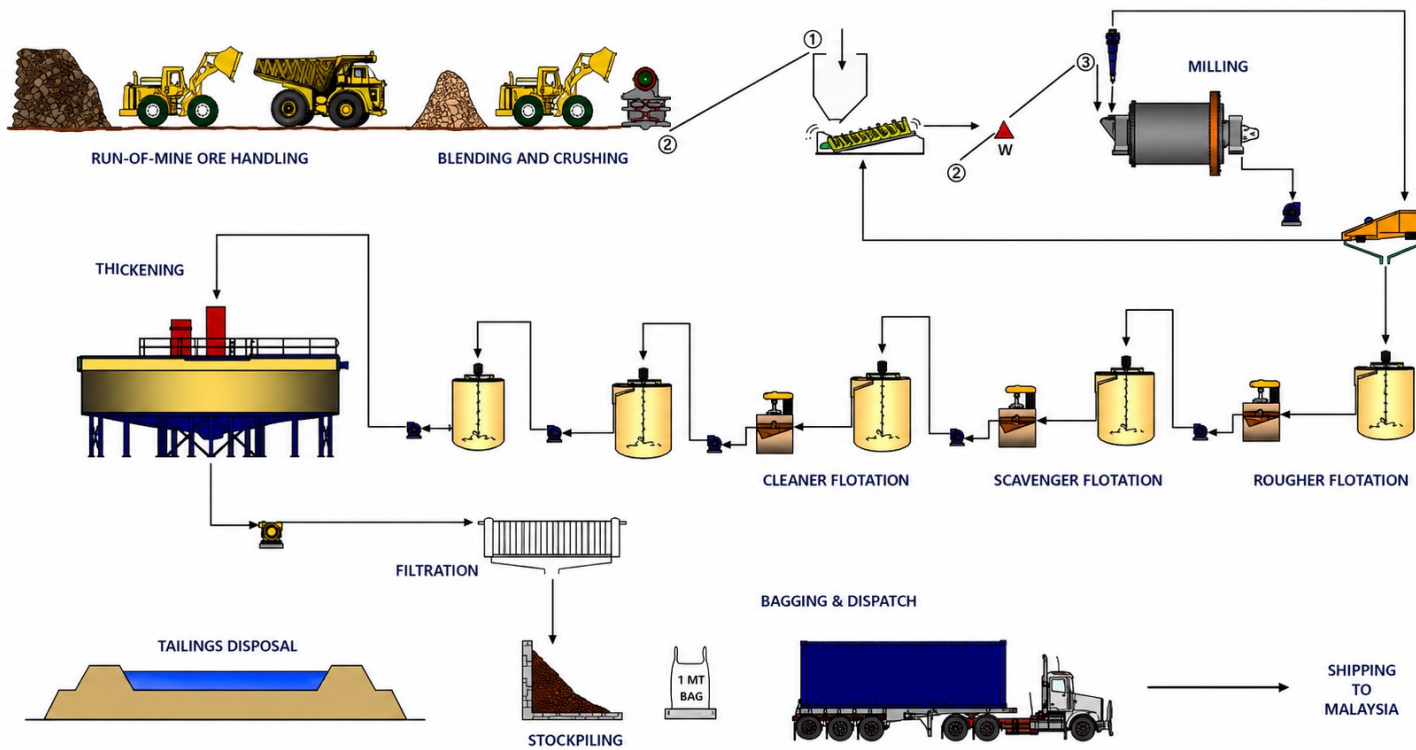 ①
③
MILLING
②
②
W
RUN-OF-MINE ORE HANDLING
BLENDING AND CRUSHING
THICKENING
CLEANER FLOTATION
SCAVENGER FLOTATION
ROUGHER FLOTATION
FILTRATION
BAGGING & DISPATCH
TAILINGS DISPOSAL
1 MT
BAG
SHIPPING
TO
MALAYSIA
STOCKPILING